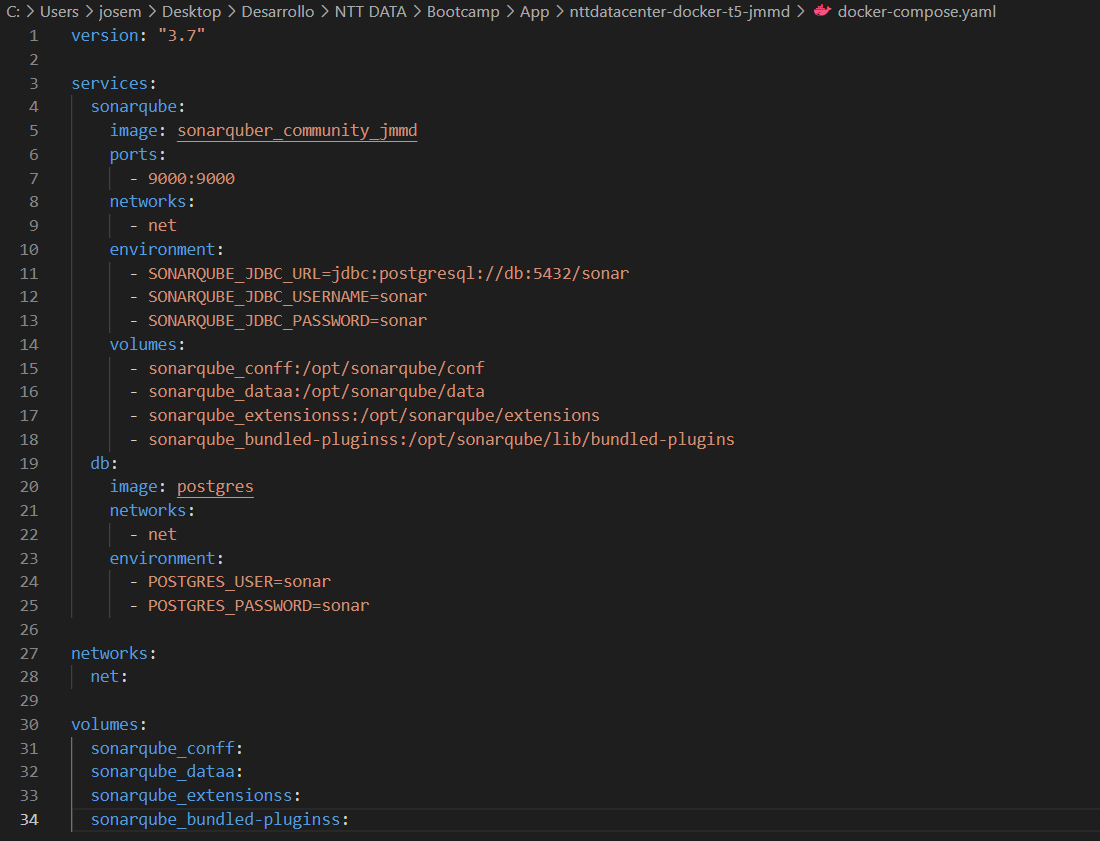 C: > Users > josem > Desktop > Desarrollo > NTT DATA > Bootcamp > App > nttdatacenter-docker-t5-jmmd > docker-compose.yaml
1 version: "3.7"
2
3 services:
4   sonarqube:
5     image: sonarquber_community_jmmd
6     ports:
7       - 9000:9000
8     networks:
9       - net
10     environment:
11       - SONARQUBE_JDBC_URL=jdbc:postgresql://db:5432/sonar
12       - SONARQUBE_JDBC_USERNAME=sonar
13       - SONARQUBE_JDBC_PASSWORD=sonar
14     volumes:
15       - sonarqube_conff:/opt/sonarqube/conf
16       - sonarqube_dataa:/opt/sonarqube/data
17       - sonarqube_extensionss:/opt/sonarqube/extensions
18       - sonarqube_bundled-pluginss:/opt/sonarqube/lib/bundled-plugins
19   db:
20     image: postgres
21     networks:
22       - net
23     environment:
24       - POSTGRES_USER=sonar
25       - POSTGRES_PASSWORD=sonar
26
27 networks:
28   net:
29
30 volumes:
31   sonarqube_conff:
32   sonarqube_dataa:
33   sonarqube_extensionss:
34   sonarqube_bundled-pluginss: